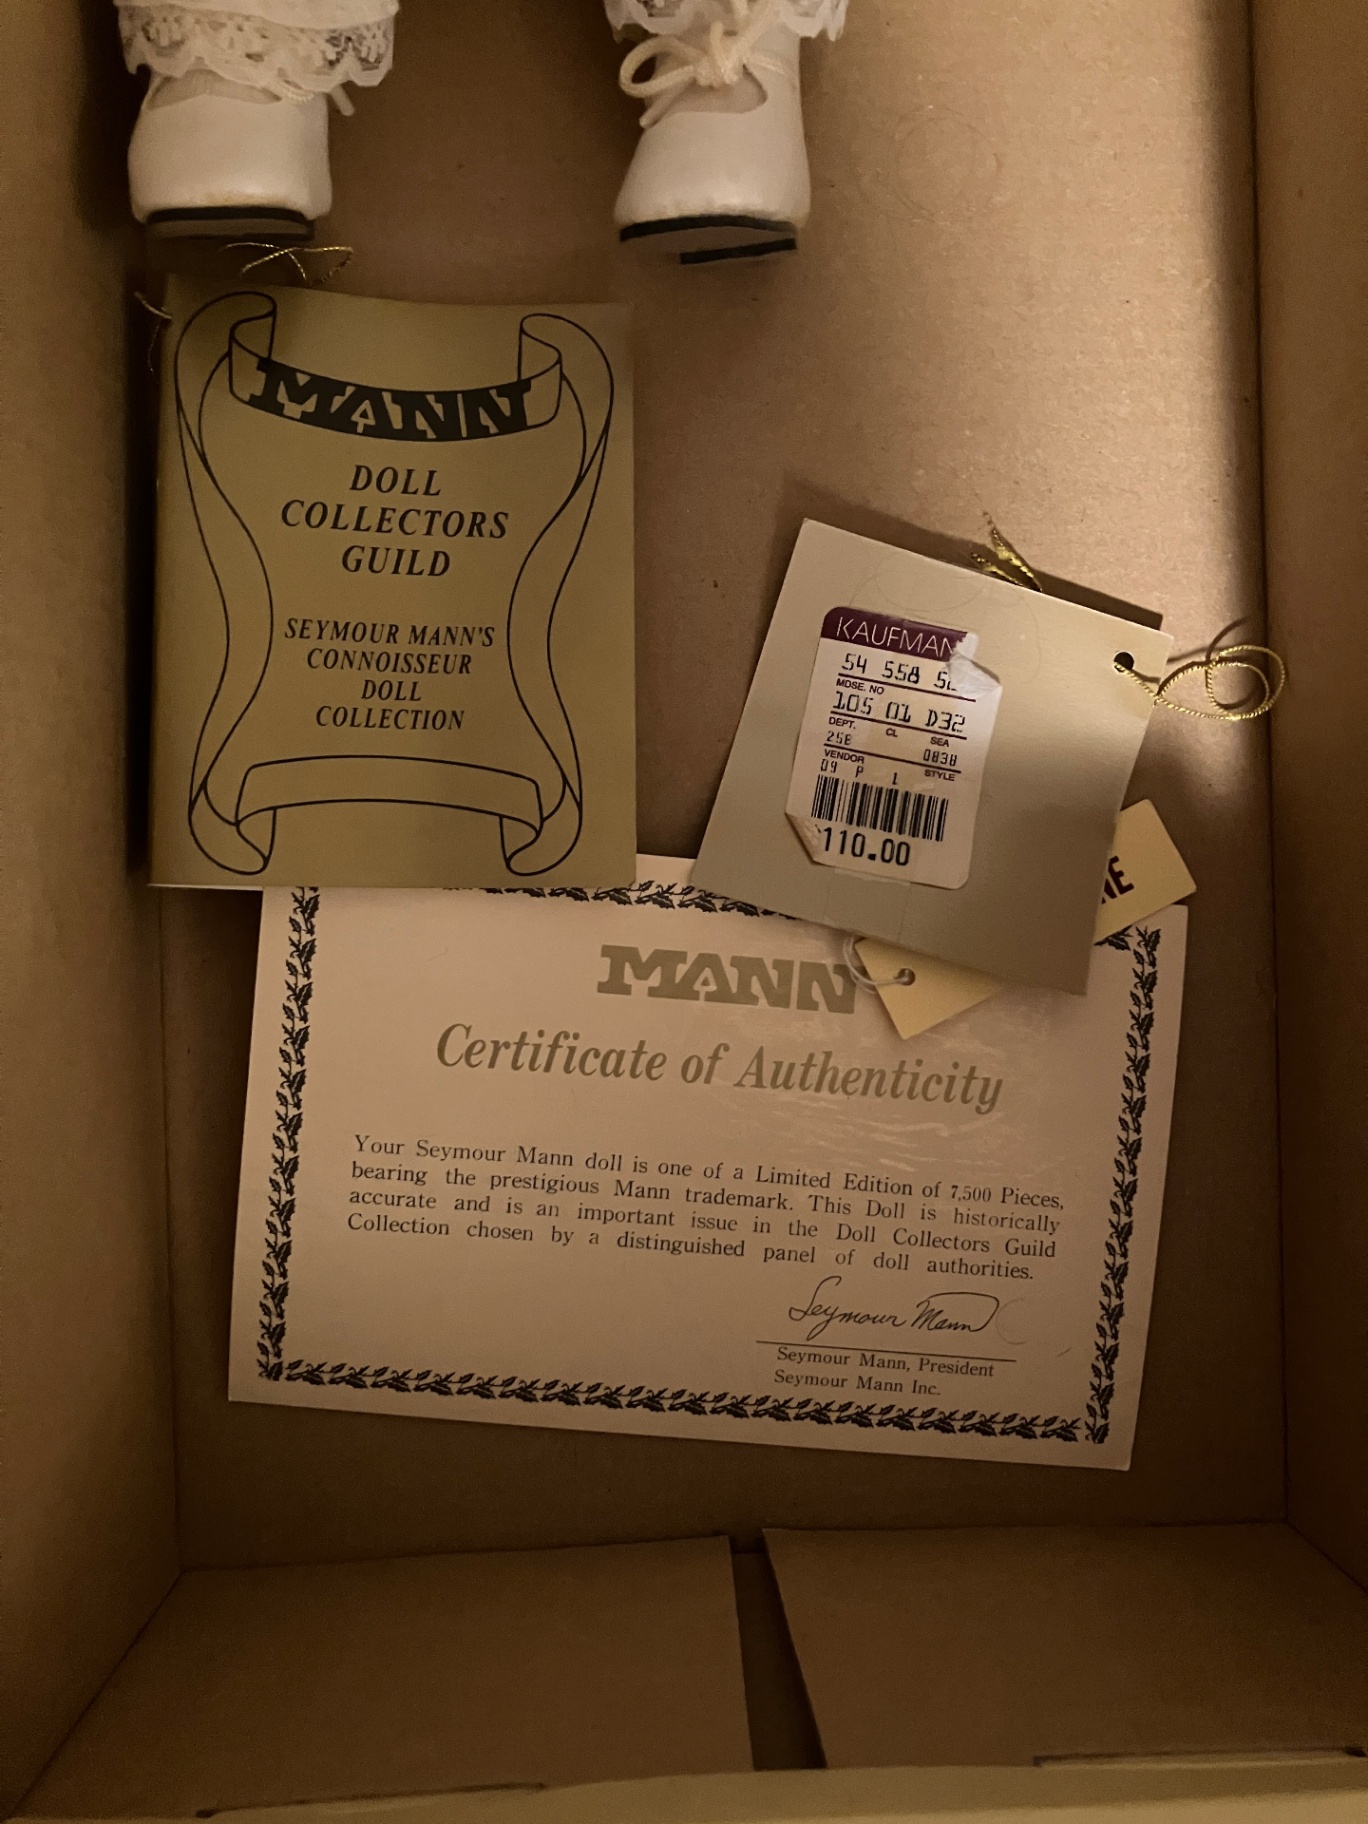 MANN
DOLL
COLLECTORS
GUILD
SEYMOUR MANN'S
CONNOISSEUR
DOLL
COLLECTION
KAUFMAN
54 558
MDSE. NO
105 01 D32
DEPT. CL SEA
258 0838
VENDOR STYLE
09 P 1
110.00
MANN
Certificate of Authenticity
Your Seymour Mann doll is one of a Limited Edition of 7,500 Pieces,
bearing the prestigious Mann trademark. This Doll is historically
accurate and is an important issue in the Doll Collectors Guild
Collection chosen by a distinguished panel of doll authorities.
Seymour Mann
Seymour Mann, President
Seymour Mann Inc.